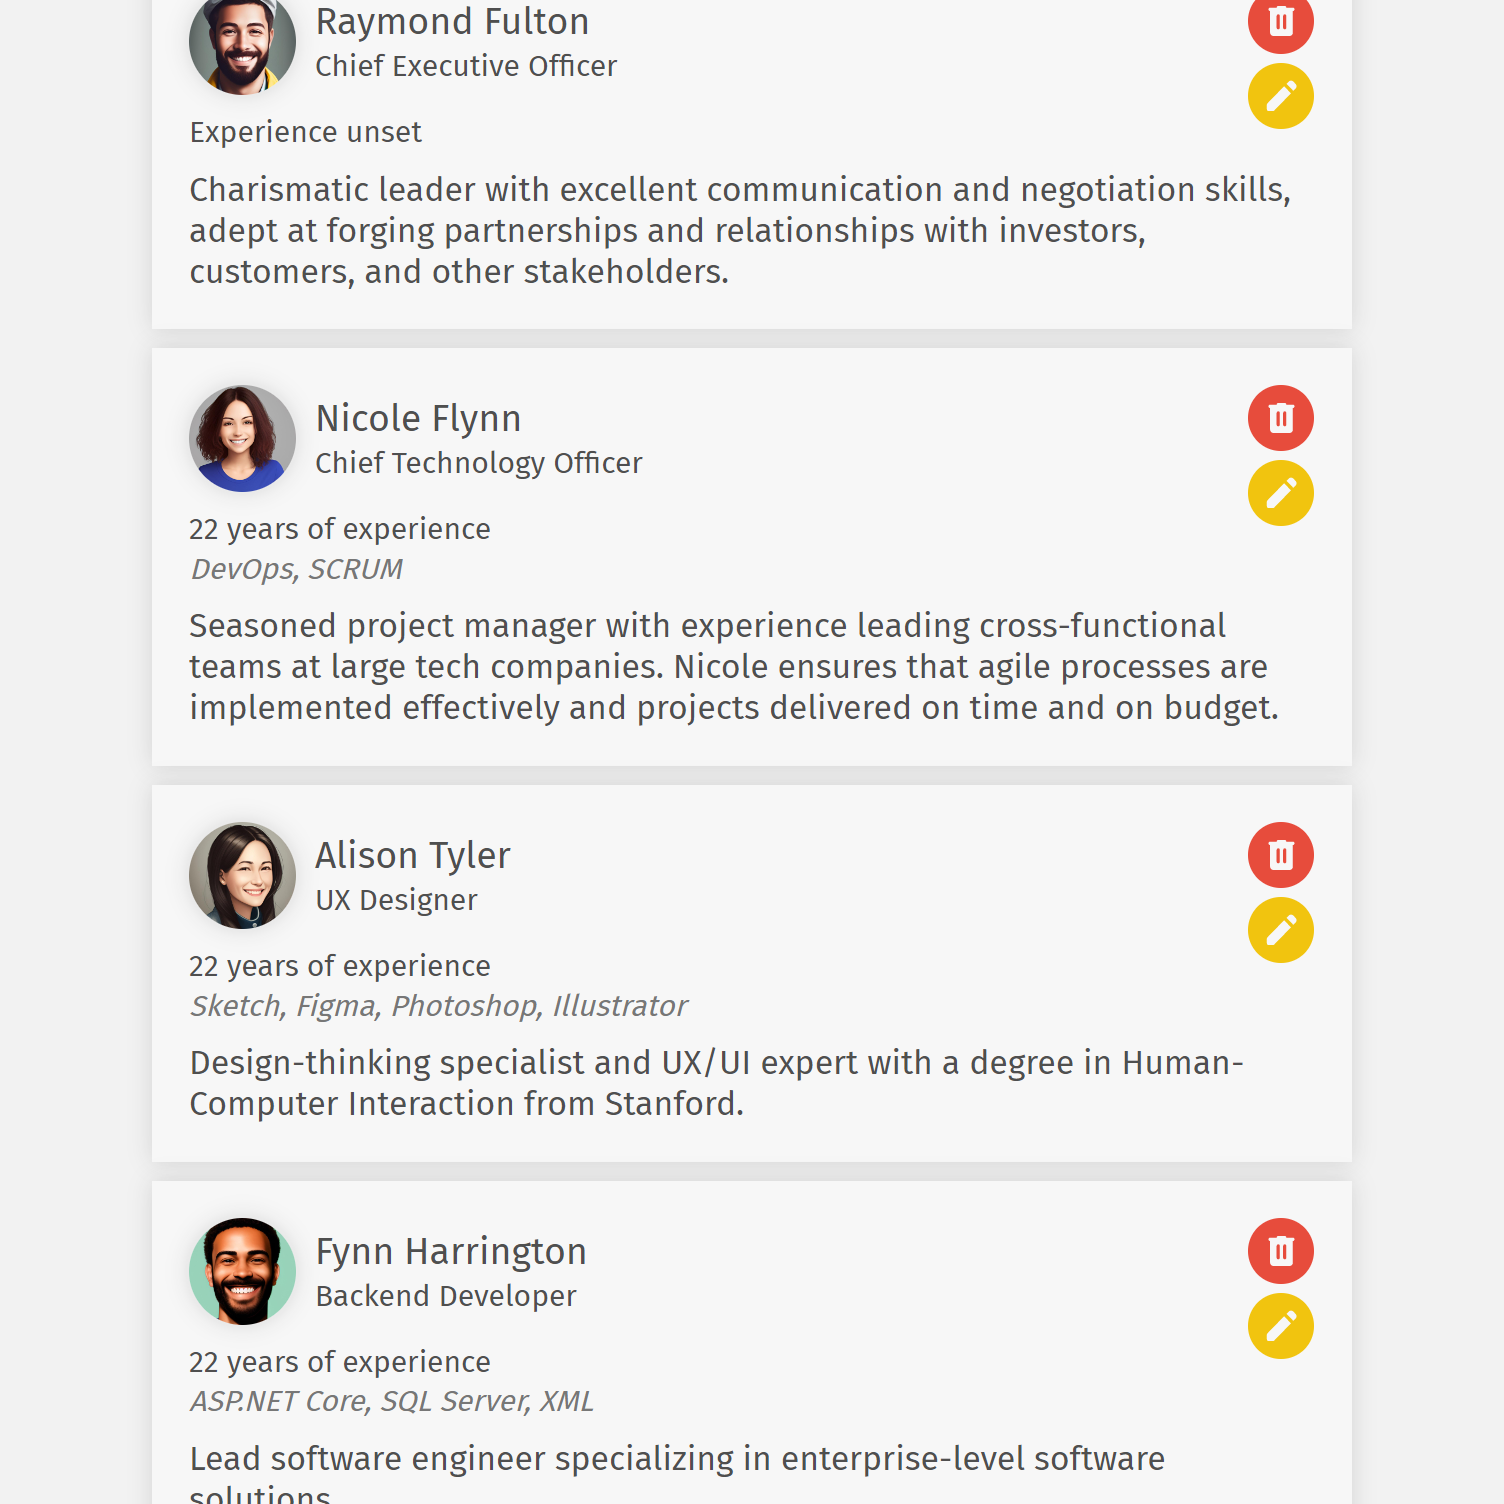 Raymond Fulton
Chief Executive Officer
Experience unset
Charismatic leader with excellent communication and negotiation skills,
adept at forging partnerships and relationships with investors,
customers, and other stakeholders.
Nicole Flynn
Chief Technology Officer
22 years of experience
DevOps, SCRUM
Seasoned project manager with experience leading cross-functional
teams at large tech companies. Nicole ensures that agile processes are
implemented effectively and projects delivered on time and on budget.
Alison Tyler
UX Designer
22 years of experience
Sketch, Figma, Photoshop, Illustrator
Design-thinking specialist and UX/UI expert with a degree in Human-
Computer Interaction from Stanford.
Fynn Harrington
Backend Developer
22 years of experience
ASP.NET Core, SQL Server, XML
Lead software engineer specializing in enterprise-level software
solutions.